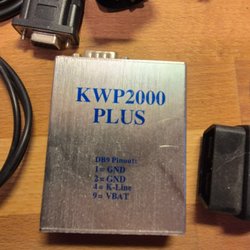 KWP2000
PLUS
DB9 Pinout:
1 = GND
2 = GND
4 = K-Line
9 = VBAT